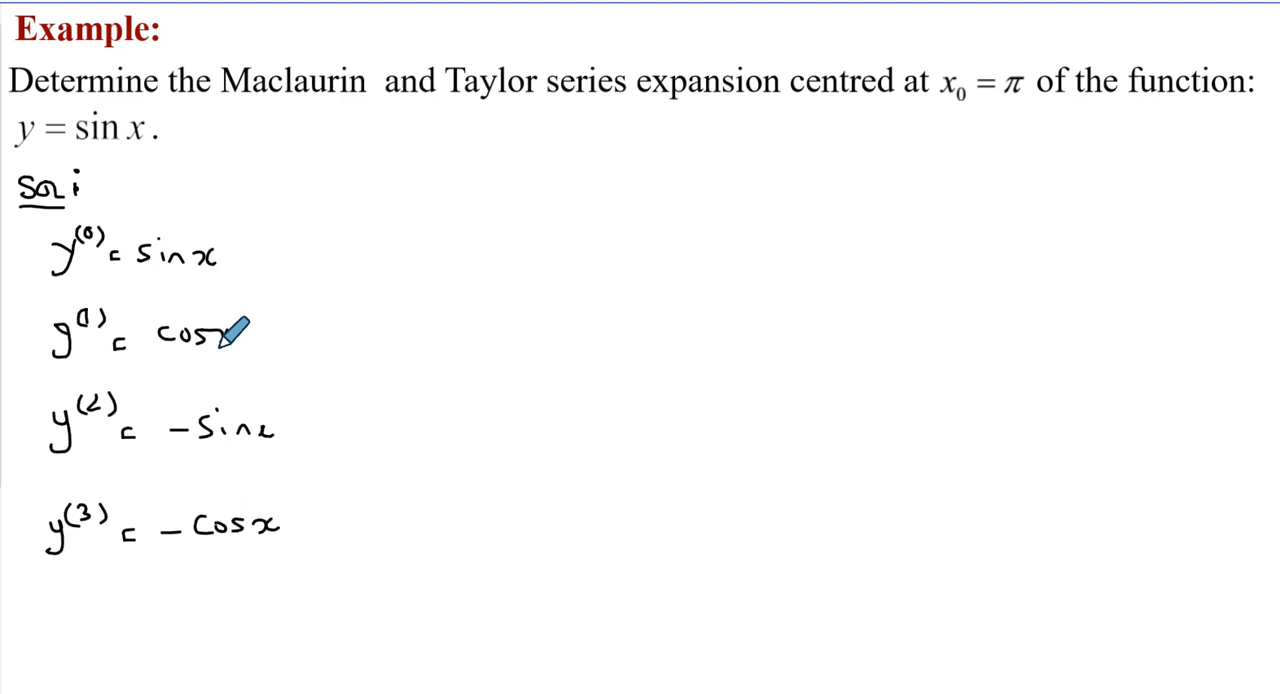 Example:
Determine the Maclaurin and Taylor series expansion centred at x₀ = π of the function:
y = sin x .
y⁽⁰⁾ = sin x
y⁽¹⁾ = cos
y⁽²⁾ = - sin x
y⁽³⁾ = - cos x